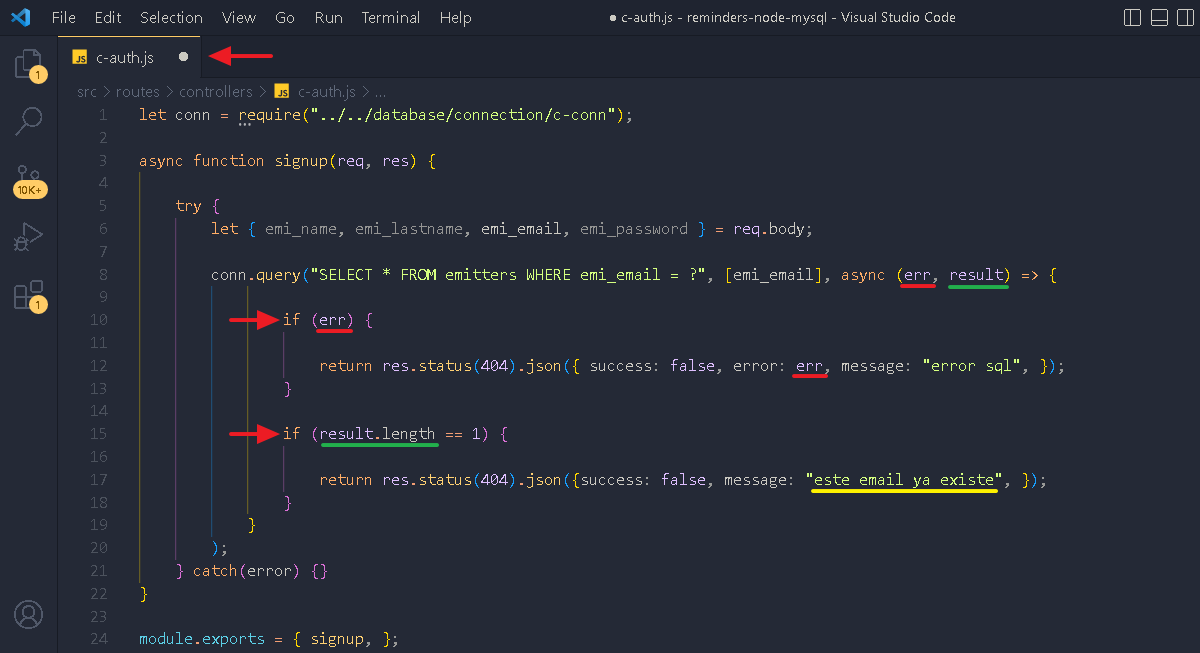 File Edit Selection View Go Run Terminal Help ● c-auth.js - reminders-node-mysql - Visual Studio Code
JS c-auth.js ●
1
src > routes > controllers > JS c-auth.js > ...
1 let conn = require("../../database/connection/c-conn");
2
3 async function signup(req, res) {
4
5 try {
6 let { emi_name, emi_lastname, emi_email, emi_password } = req.body;
7
8 conn.query("SELECT * FROM emitters WHERE emi_email = ?", [emi_email], async (err, result) => {
9
10 if (err) {
11
12 return res.status(404).json({ success: false, error: err, message: "error sql", });
13 }
14
15 if (result.length == 1) {
16
17 return res.status(404).json({success: false, message: "este email ya existe", });
18 }
19 }
20 );
21 } catch(error) {}
22 }
23
24 module.exports = { signup, };
10K+
1